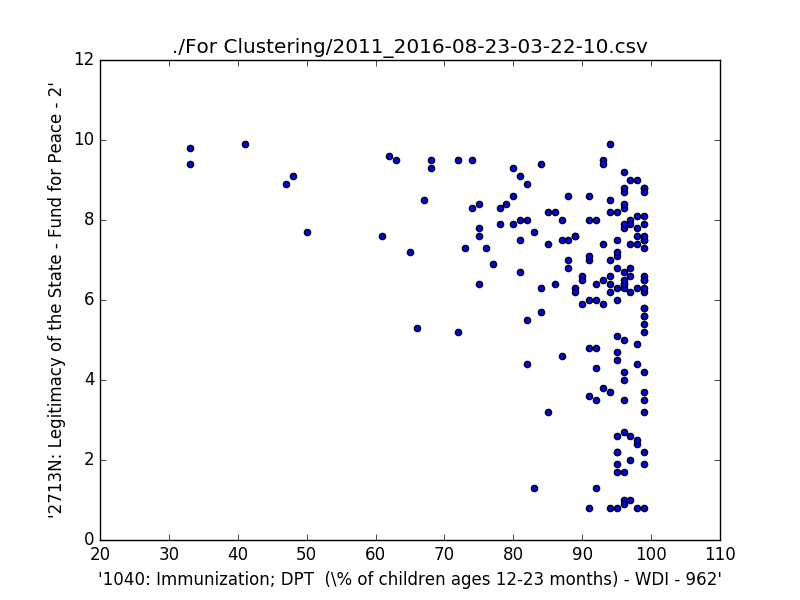 ./For Clustering/2011_2016-08-23-03-22-10.csv
'2713N: Legitimacy of the State - Fund for Peace - 2'
12
10
8
6
4
2
0
20 30 40 50 60 70 80 90 100 110
'1040: Immunization; DPT  (\% of children ages 12-23 months) - WDI - 962'